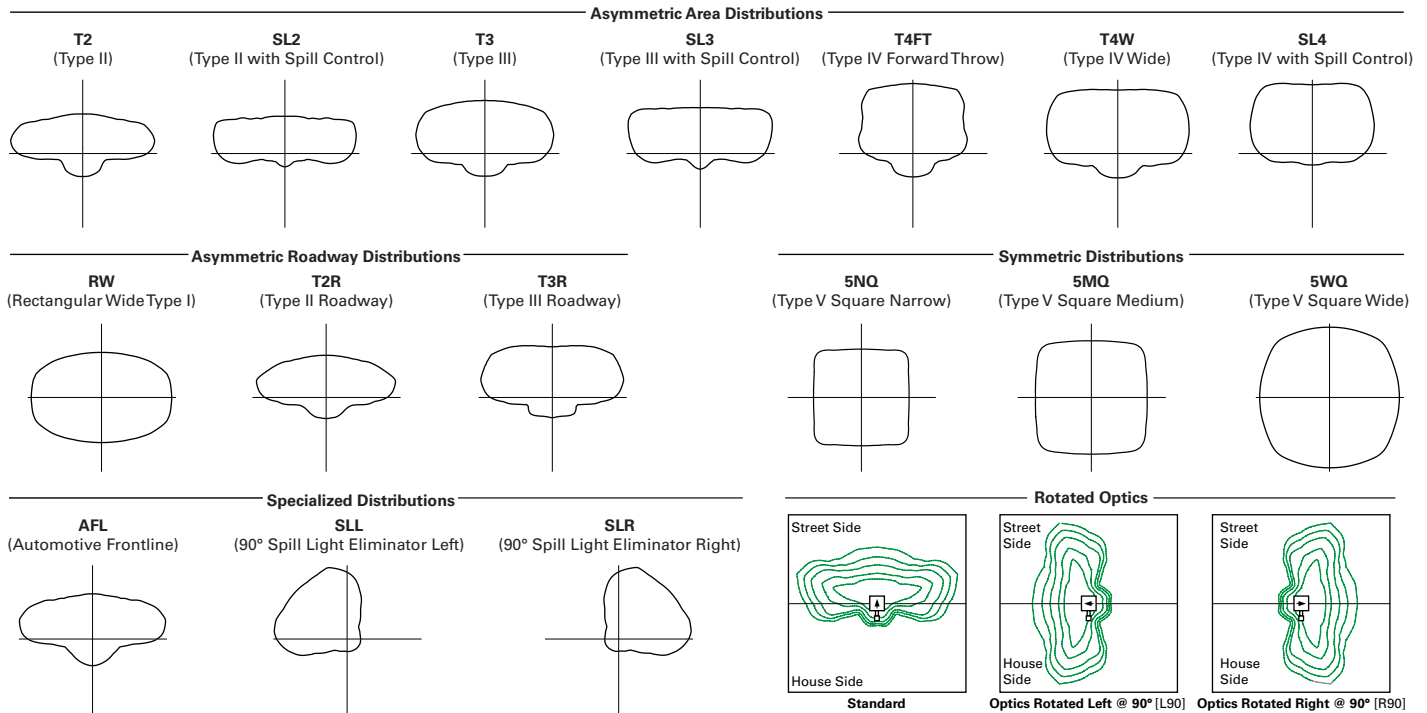 Asymmetric Area Distributions
T2
(Type II)
SL2
(Type II with Spill Control)
T3
(Type III)
SL3
(Type III with Spill Control)
T4FT
(Type IV Forward Throw)
T4W
(Type IV Wide)
SL4
(Type IV with Spill Control)
Asymmetric Roadway Distributions
RW
(Rectangular Wide Type I)
T2R
(Type II Roadway)
T3R
(Type III Roadway)
Symmetric Distributions
5NQ
(Type V Square Narrow)
5MQ
(Type V Square Medium)
5WQ
(Type V Square Wide)
Specialized Distributions
AFL
(Automotive Frontline)
SLL
(90° Spill Light Eliminator Left)
SLR
(90° Spill Light Eliminator Right)
Rotated Optics
Street Side
House Side
Standard
Street
Side
House
Side
Optics Rotated Left @ 90° [L90]
Street
Side
House
Side
Optics Rotated Right @ 90° [R90]